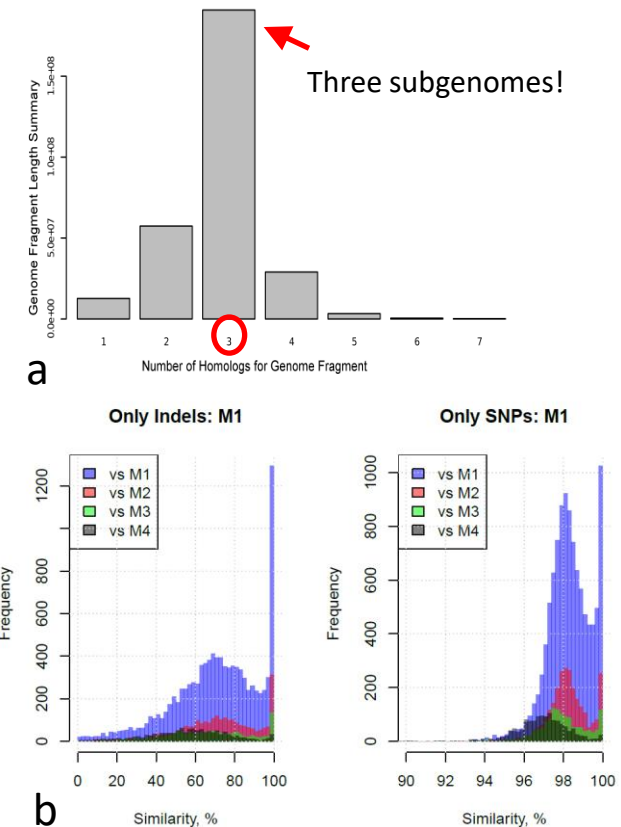 Three subgenomes!
Genome Fragment Length Summary
1.5e+08
1.0e+08
5.0e+07
0.0e+00
1 2 3 4 5 6 7
Number of Homologs for Genome Fragment
a
Only Indels: M1
vs M1
vs M2
vs M3
vs M4
Frequency
1200
800
600
400
200
0
0 20 40 60 80 100
Similarity, %
Only SNPs: M1
vs M1
vs M2
vs M3
vs M4
Frequency
1000
800
600
400
200
0
90 92 94 96 98 100
Similarity, %
b